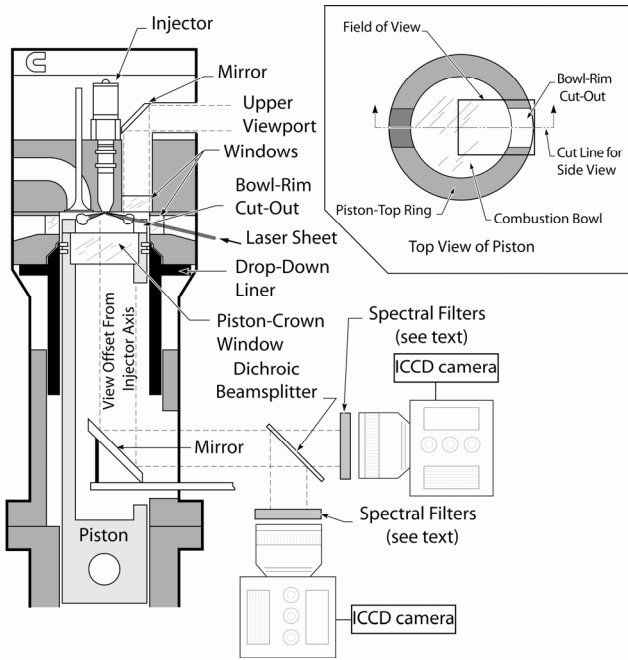 Injector
Mirror
Upper
Viewport
Windows
Bowl-Rim
Cut-Out
Laser Sheet
Drop-Down
Liner
Piston-Crown
Window
Dichroic
Beamsplitter
View Offset From
Injector Axis
Mirror
Piston
Field of View
Bowl-Rim
Cut-Out
Cut Line for
Side View
Piston-Top Ring
Combustion Bowl
Top View of Piston
Spectral Filters
(see text)
ICCD camera
Spectral Filters
(see text)
ICCD camera